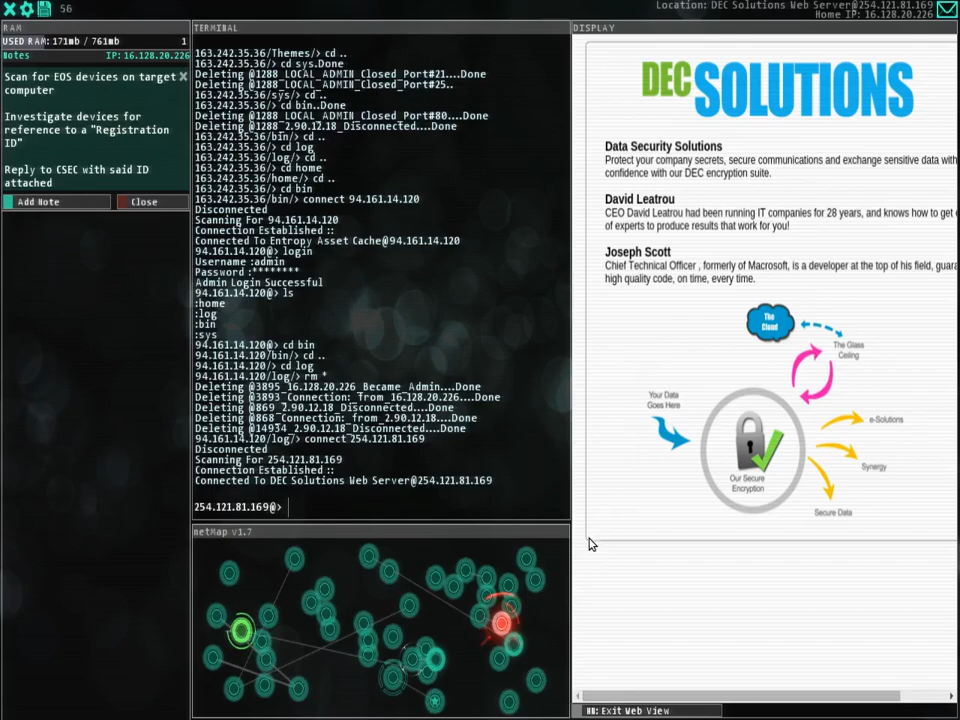 56
Location: DEC Solutions Web Server@254.121.81.169
Home IP: 16.128.20.226
RAM
USED RAM: 171mb / 761mb 1
Notes IP:16.128.20.226
Scan for EOS devices on target
computer
Investigate devices for
reference to a "Registration
ID"
Reply to CSEC with said ID
attached
Add Note Close
TERMINAL
163.242.35.36/Themes/> cd ..
163.242.35.36/> cd sys.Done
Deleting @1288_LOCAL_ADMIN_Closed_Port#21....Done
Deleting @1288_LOCAL_ADMIN_Closed_Port#25..
163.242.35.36/sys/> cd ..
163.242.35.36/> cd bin..Done
Deleting @1288_LOCAL_ADMIN_Closed_Port#80....Done
Deleting @1288_2.90.12.18_Disconnected....Done
163.242.35.36/bin/> cd ..
163.242.35.36/> cd log
163.242.35.36/log/> cd ..
163.242.35.36/> cd home
163.242.35.36/home/> cd ..
163.242.35.36/> cd bin
163.242.35.36/bin/> connect 94.161.14.120
Disconnected
Scanning For 94.161.14.120
Connection Established ::
Connected To Entropy Asset Cache@94.161.14.120
94.161.14.120@> login
Username :admin
Password :********
Admin Login Successful
94.161.14.120@> ls
:home
:log
:bin
:sys
94.161.14.120@> cd bin
94.161.14.120/bin/> cd ..
94.161.14.120/> cd log
94.161.14.120/log/> rm *
Deleting @3895_16.128.20.226_Became_Admin....Done
Deleting @3893_Connection:_from_16.128.20.226....Done
Deleting @869_2.90.12.18_Disconnected....Done
Deleting @868_Connection:_from_2.90.12.18....Done
Deleting @14934_2.90.12.18_Disconnected....Done
94.161.14.120/log/> connect 254.121.81.169
Disconnected
Scanning For 254.121.81.169
Connection Established ::
Connected To DEC Solutions Web Server@254.121.81.169
254.121.81.169@>
netMap v1.7
DISPLAY
DEC SOLUTIONS
Data Security Solutions
Protect your company secrets, secure communications and exchange sensitive data with
confidence with our DEC encryption suite.
David Leatrou
CEO David Leatrou had been running IT companies for 28 years, and knows how to get
of experts to produce results that work for you!
Joseph Scott
Chief Technical Officer , formerly of Macrosoft, is a developer at the top of his field, guara
high quality code, on time, every time.
The
Cloud
The Glass
Ceiling
Your Data
Goes Here
e-Solutions
Our Secure
Encryption
Synergy
Secure Data
Exit Web View